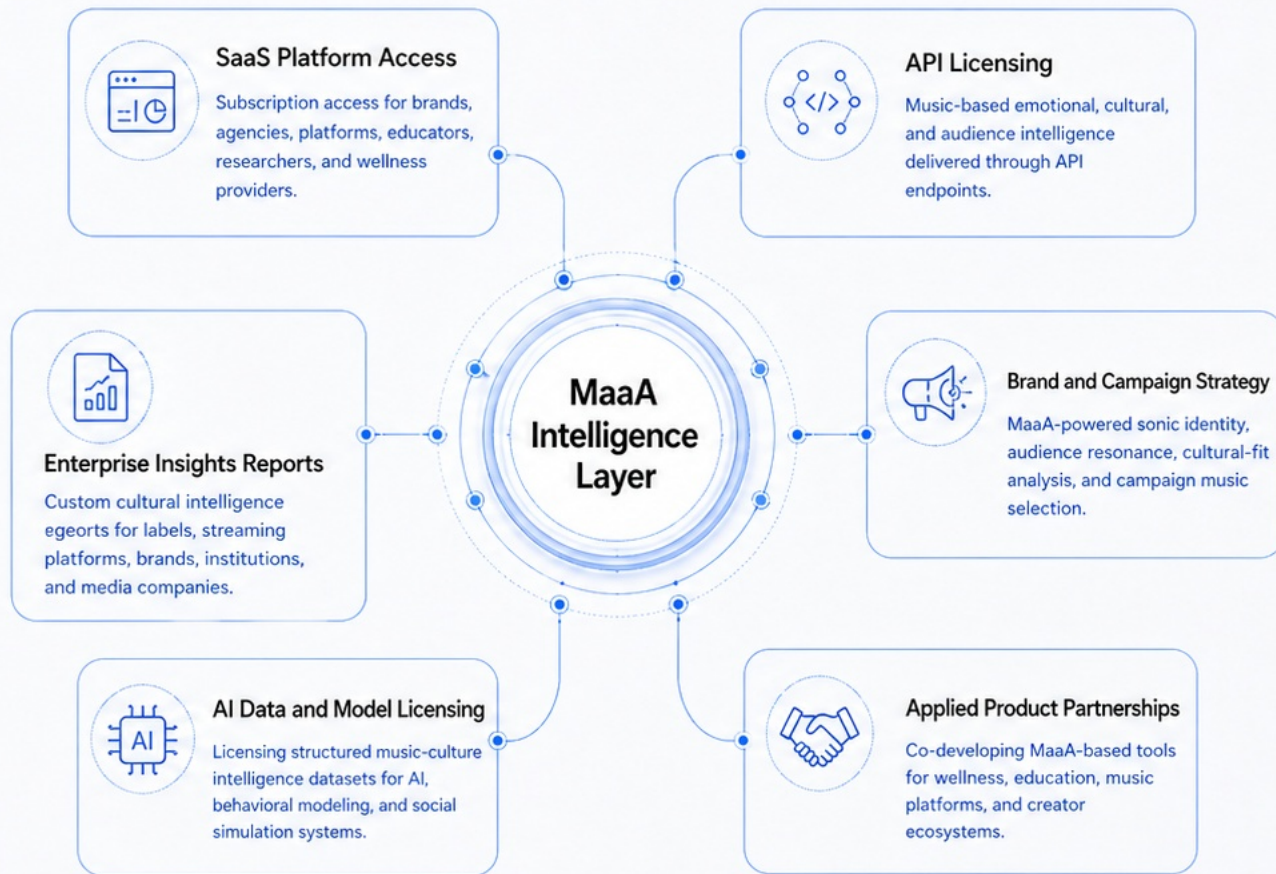 SaaS Platform Access
Subscription access for brands,
agencies, platforms, educators,
researchers, and wellness
providers.
API Licensing
</>
Music-based emotional, cultural,
and audience intelligence
delivered through API
endpoints.
Enterprise Insights Reports
Custom cultural intelligence
egeorts for labels, streaming
platforms, brands, institutions,
and media companies.
MaaA
Intelligence
Layer
Brand and Campaign Strategy
MaaA-powered sonic identity,
audience resonance, cultural-fit
analysis, and campaign music
selection.
AI
AI Data and Model Licensing
Licensing structured music-culture
intelligence datasets for AI,
behavioral modeling, and social
simulation systems.
Applied Product Partnerships
Co-developing MaaA-based tools
for wellness, education, music
platforms, and creator
ecosystems.